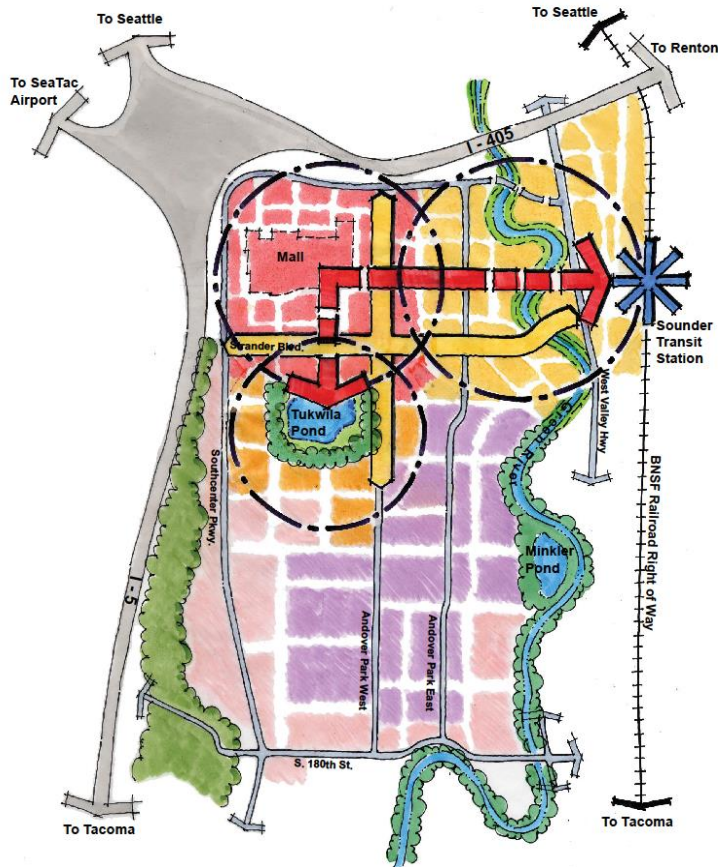 To Seattle
To Seattle
To Renton
To SeaTac
Airport
I - 405
Mall
Sounder
Transit
Station
Strander Blvd.
Tukwila
Pond
West Valley Hwy
Green River
Southcenter Pkwy.
BNSF Railroad Right of Way
Minkler
Pond
I - 5
Andover Park West
Andover Park East
S. 180th St.
To Tacoma
To Tacoma